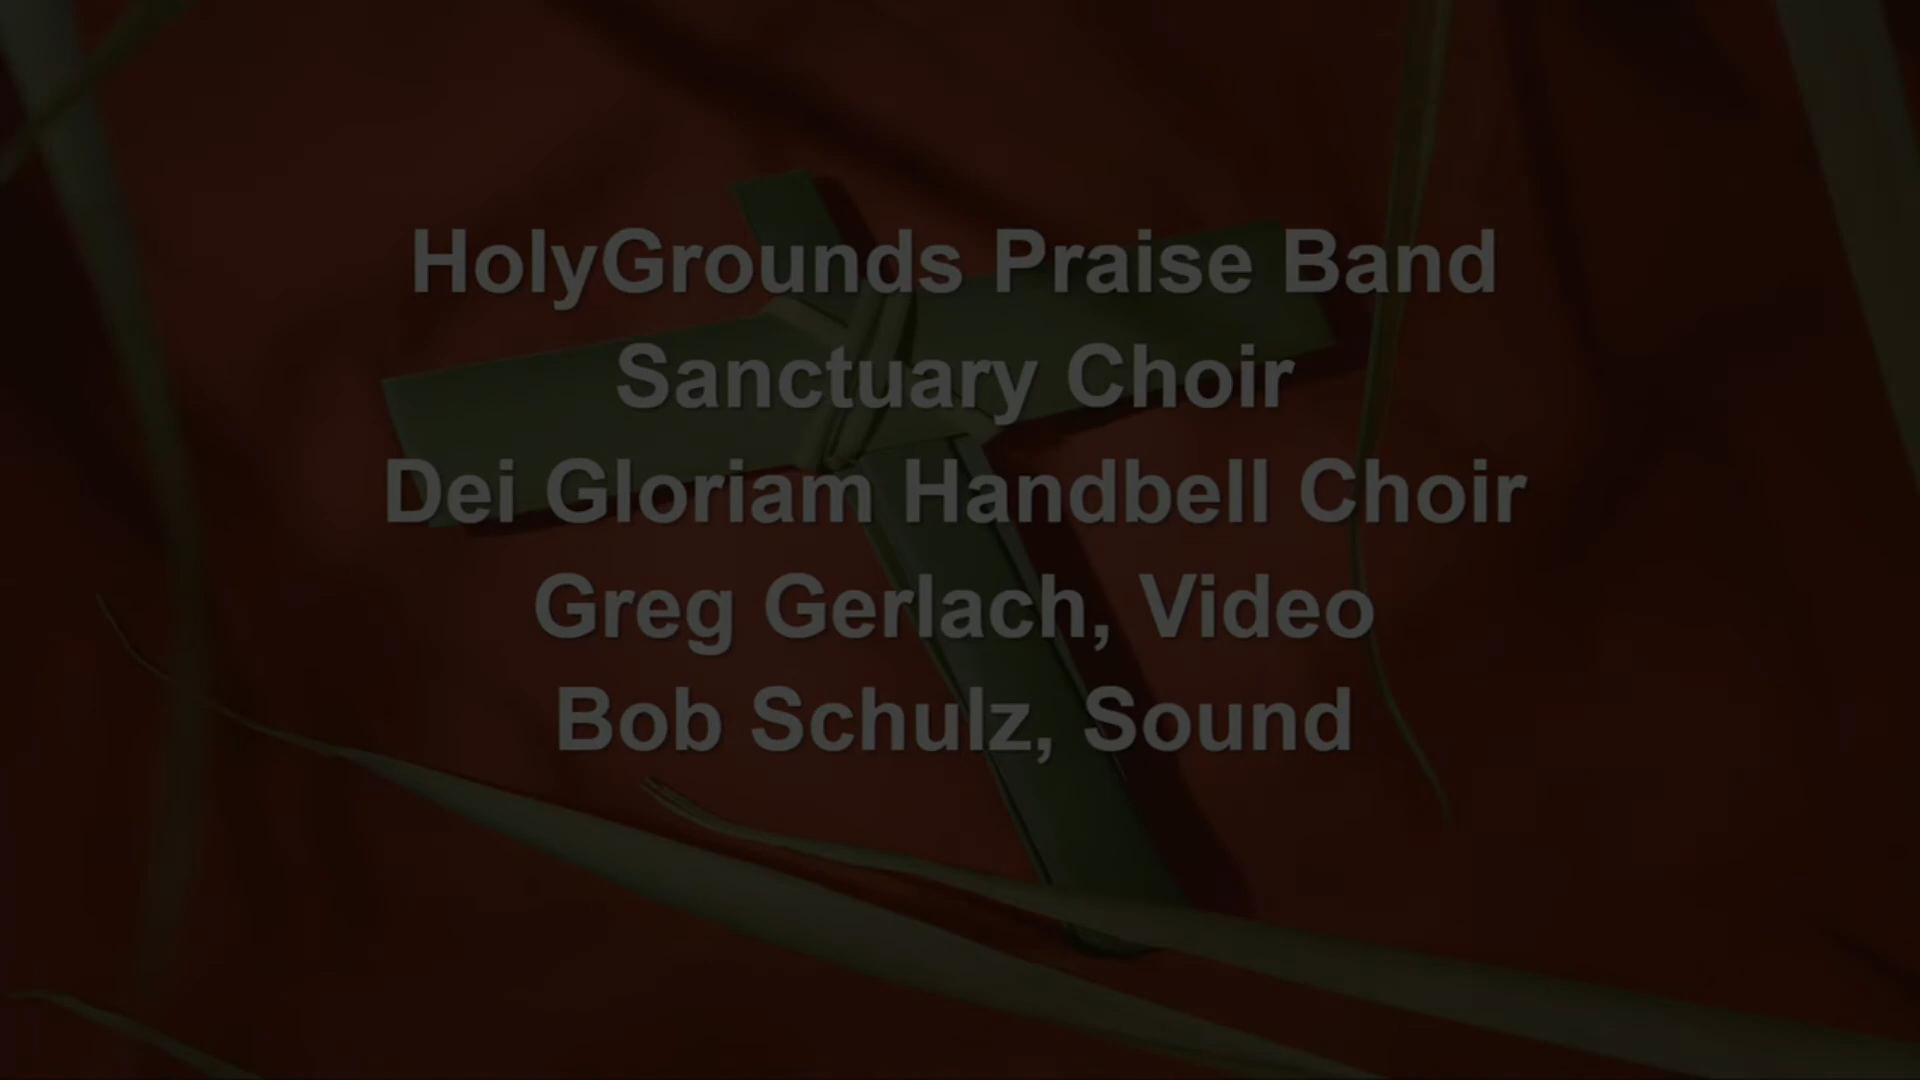 HolyGrounds Praise Band
Sanctuary Choir
Dei Gloriam Handbell Choir
Greg Gerlach, Video
Bob Schulz, Sound